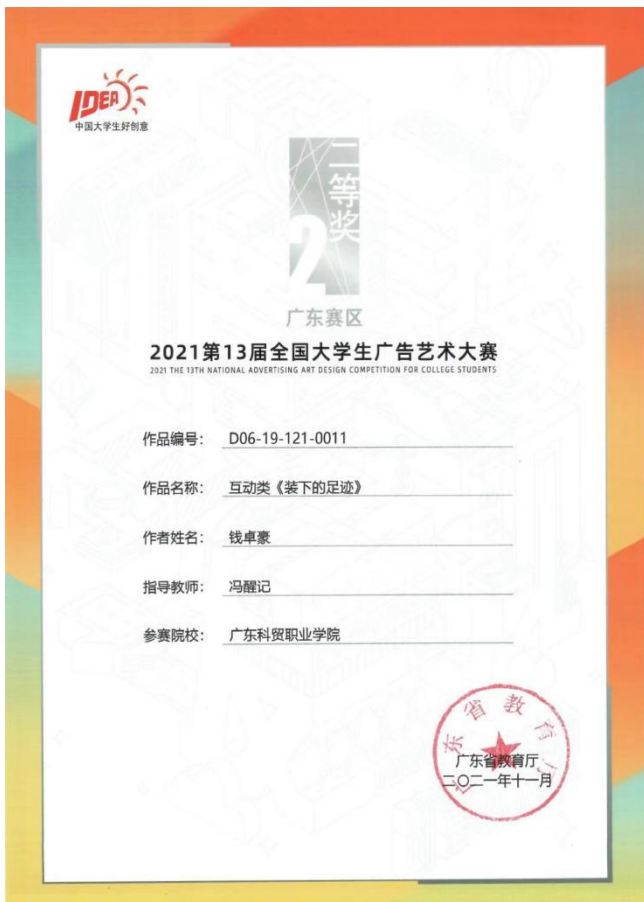 IDEA
中国大学生好创意
二等奖
2
广东赛区
2021第13届全国大学生广告艺术大赛
2021 THE 13TH NATIONAL ADVERTISING ART DESIGN COMPETITION FOR COLLEGE STUDENTS
作品编号： D06-19-121-0011
作品名称： 互动类《装下的足迹》
作者姓名： 钱卓豪
指导教师： 冯醒记
参赛院校： 广东科贸职业学院
广东省教育厅
广东省教育厅
二〇二一年十一月